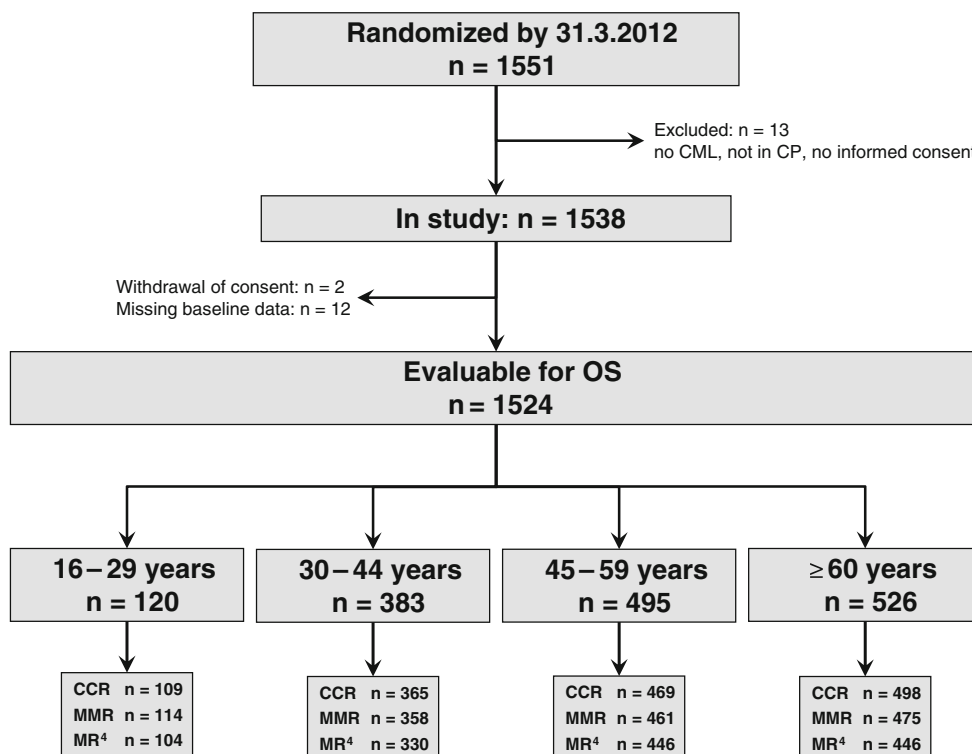 Randomized by 31.3.2012
n = 1551
Excluded: n = 13
no CML, not in CP, no informed consent
In study: n = 1538
Withdrawal of consent: n = 2
Missing baseline data: n = 12
Evaluable for OS
n = 1524
16–29 years
n = 120
30–44 years
n = 383
45–59 years
n = 495
≥60 years
n = 526
CCR n = 109
MMR n = 114
MR⁴ n = 104
CCR n = 365
MMR n = 358
MR⁴ n = 330
CCR n = 469
MMR n = 461
MR⁴ n = 446
CCR n = 498
MMR n = 475
MR⁴ n = 446